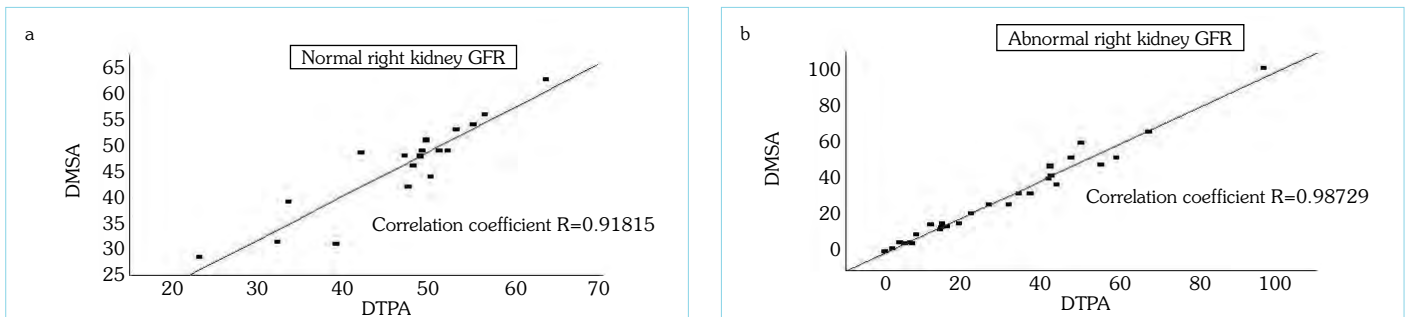 a
Normal right kidney GFR
65
60
55
50
45
40
35
30
25
DMSA
Correlation coefficient R=0.91815
20 30 40 50 60 70
DTPA
b
Abnormal right kidney GFR
100
80
60
40
20
0
DMSA
Correlation coefficient R=0.98729
0 20 40 60 80 100
DTPA